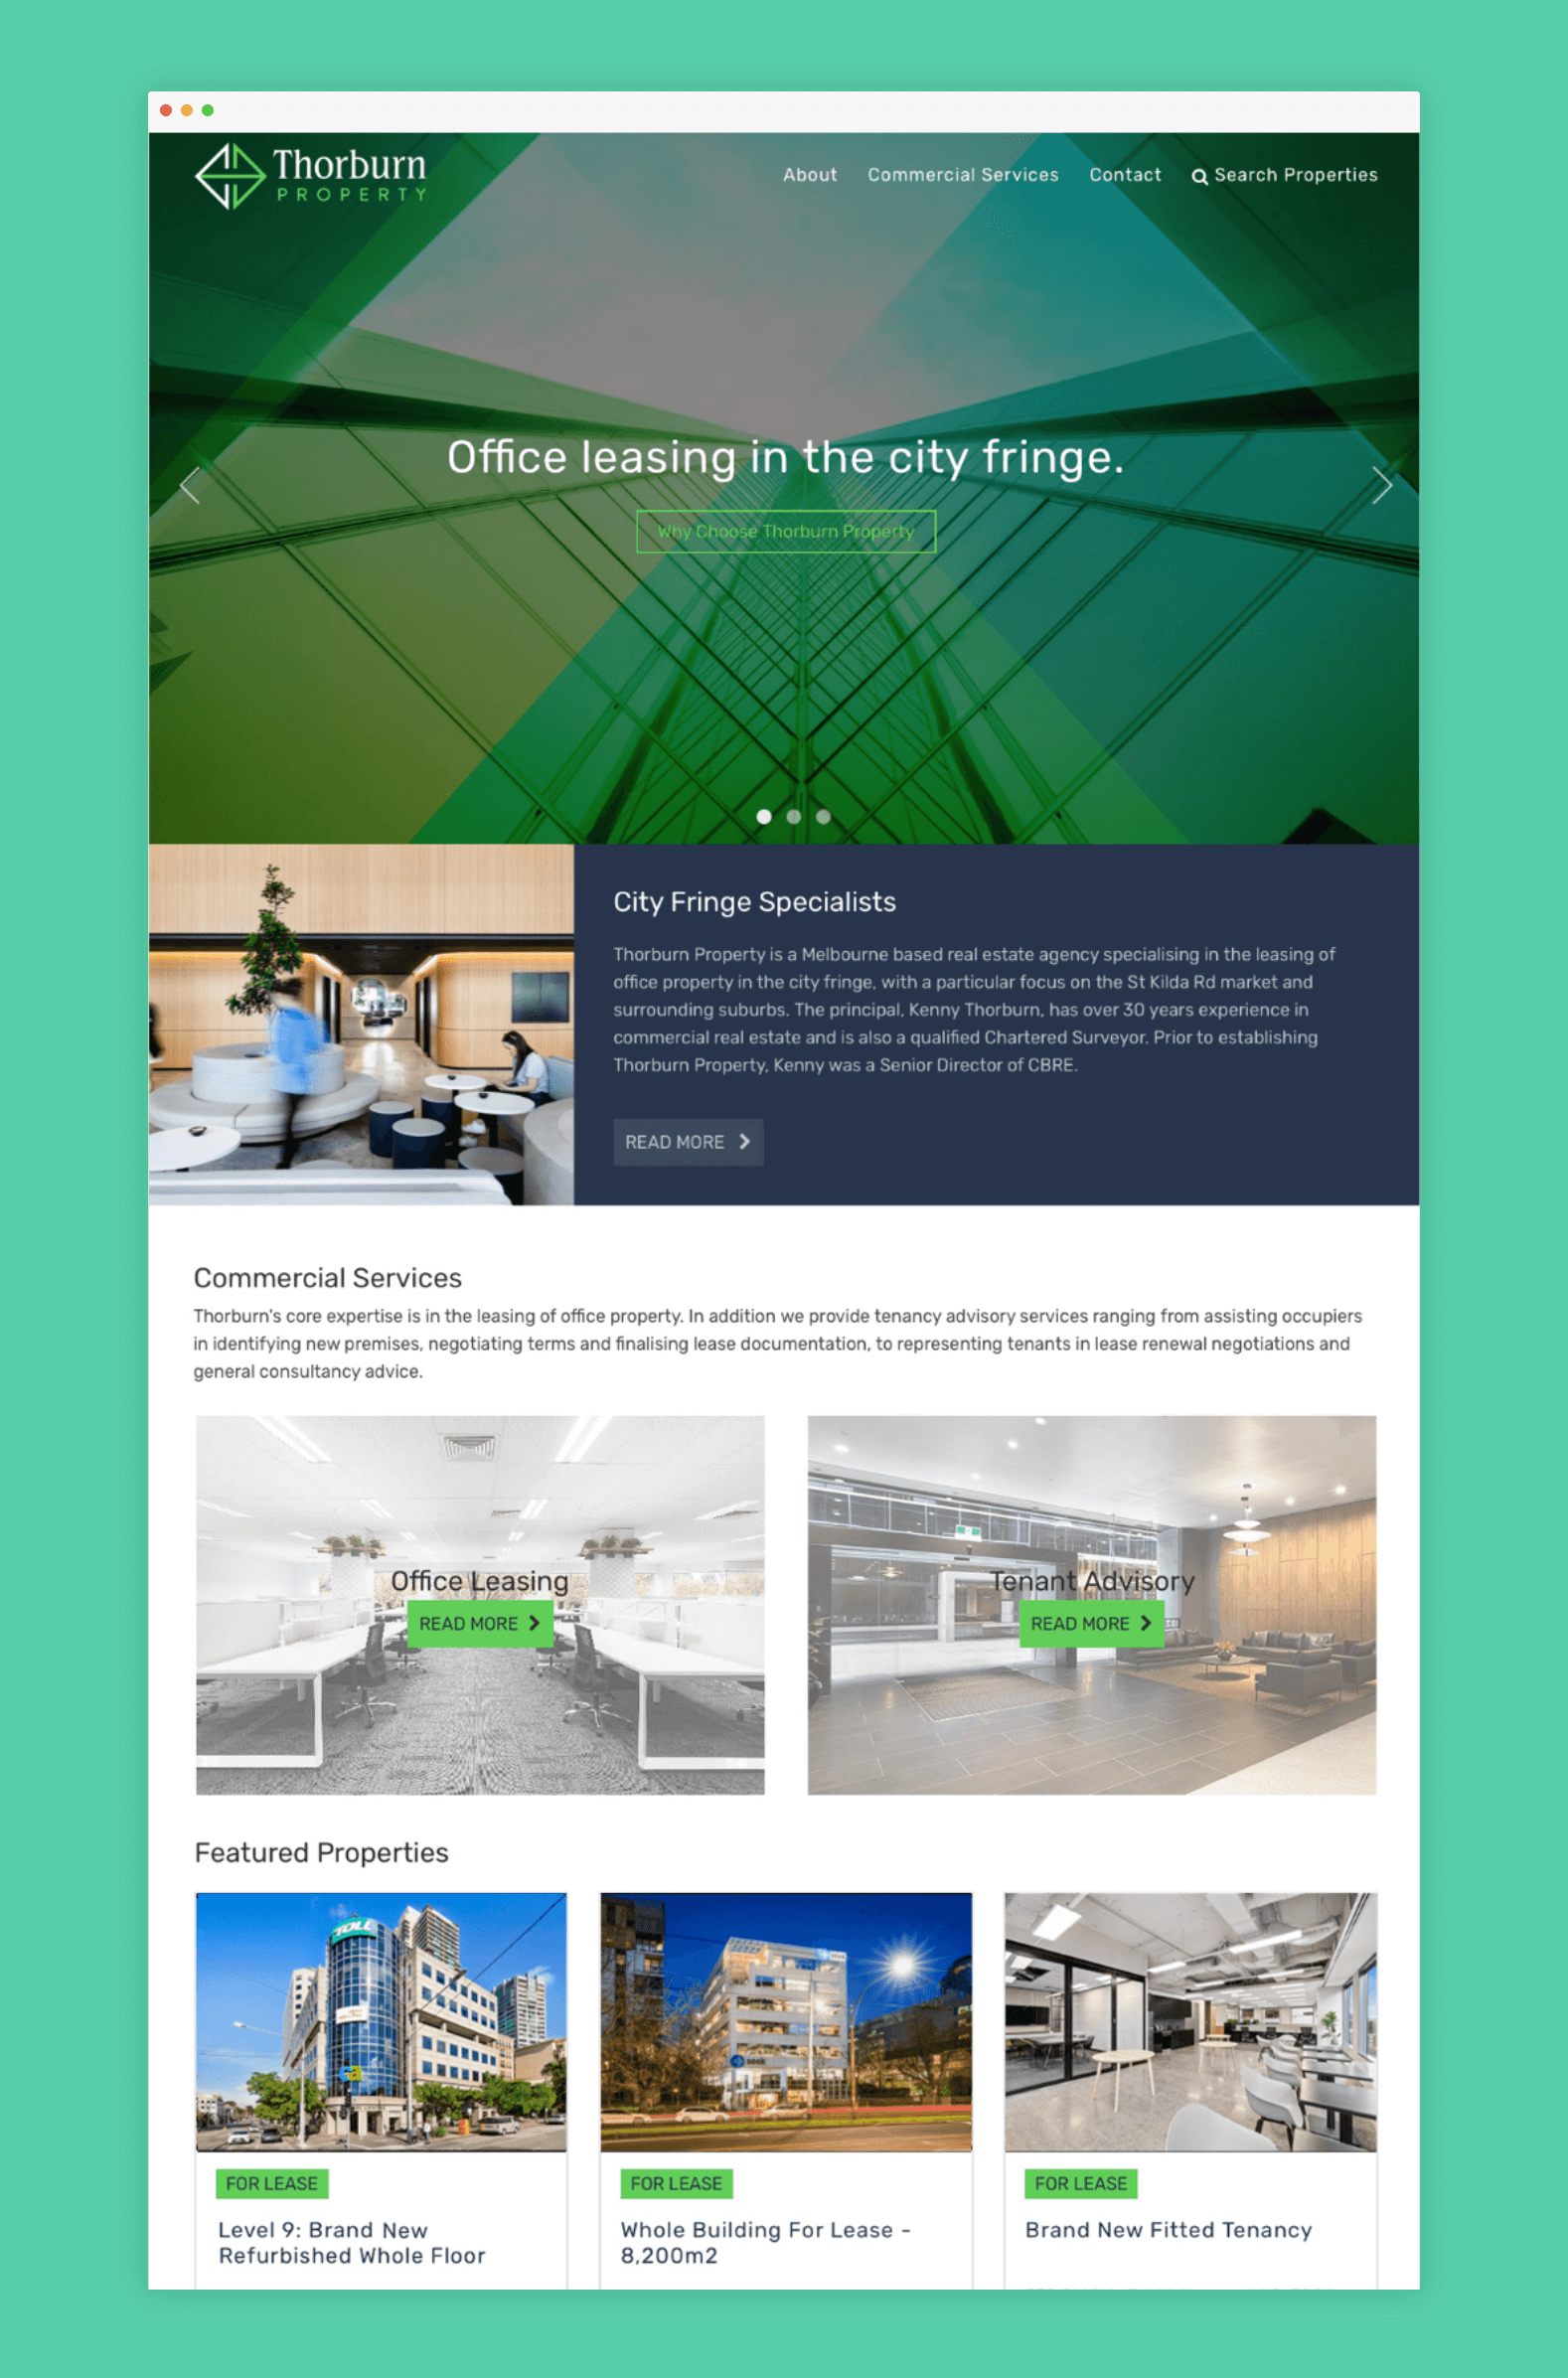 Thorburn
PROPERTY
About
Commercial Services
Contact
Search Properties
Office leasing in the city fringe.
Why Choose Thorburn Property
City Fringe Specialists
Thorburn Property is a Melbourne based real estate agency specialising in the leasing of
office property in the city fringe, with a particular focus on the St Kilda Rd market and
surrounding suburbs. The principal, Kenny Thorburn, has over 30 years experience in
commercial real estate and is also a qualified Chartered Surveyor. Prior to establishing
Thorburn Property, Kenny was a Senior Director of CBRE.
READ MORE
Commercial Services
Thorburn's core expertise is in the leasing of office property. In addition we provide tenancy advisory services ranging from assisting occupiers
in identifying new premises, negotiating terms and finalising lease documentation, to representing tenants in lease renewal negotiations and
general consultancy advice.
Office Leasing
READ MORE
Tenant Advisory
READ MORE
Featured Properties
TOLL
ca
seek
FOR LEASE
Level 9: Brand New
Refurbished Whole Floor
FOR LEASE
Whole Building For Lease -
8,200m2
FOR LEASE
Brand New Fitted Tenancy